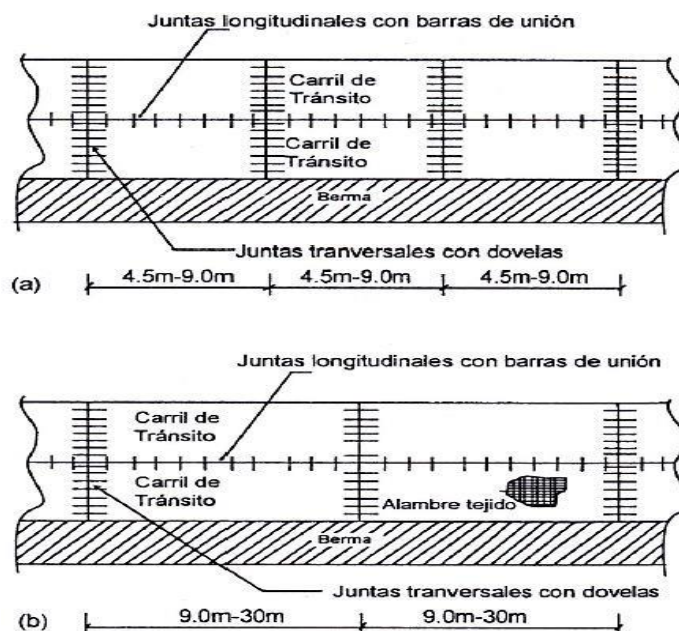 Juntas longitudinales con barras de unión
Carril de
Tránsito
Carril de
Tránsito
Berma
Juntas tranversales con dovelas
(a)
4.5m-9.0m
4.5m-9.0m
4.5m-9.0m
Juntas longitudinales con barras de unión
Carril de
Tránsito
Carril de
Tránsito
Alambre tejido
Berma
Juntas tranversales con dovelas
(b)
9.0m-30m
9.0m-30m